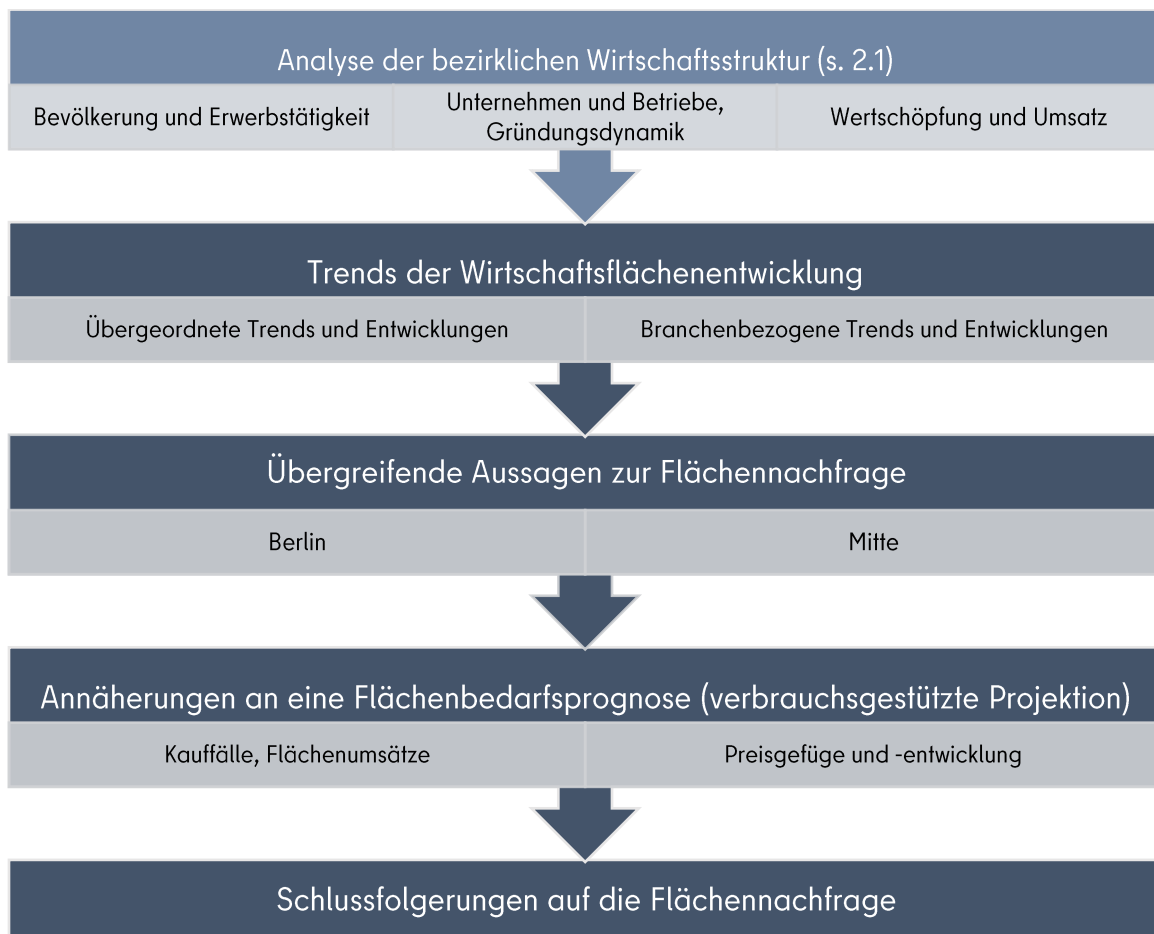 Analyse der bezirklichen Wirtschaftsstruktur (s. 2.1)
Bevölkerung und Erwerbstätigkeit
Unternehmen und Betriebe,
Gründungsdynamik
Wertschöpfung und Umsatz
Trends der Wirtschaftsflächenentwicklung
Übergeordnete Trends und Entwicklungen
Branchenbezogene Trends und Entwicklungen
Übergreifende Aussagen zur Flächennachfrage
Berlin
Mitte
Annäherungen an eine Flächenbedarfsprognose (verbrauchsgestützte Projektion)
Kauffälle, Flächenumsätze
Preisgefüge und -entwicklung
Schlussfolgerungen auf die Flächennachfrage